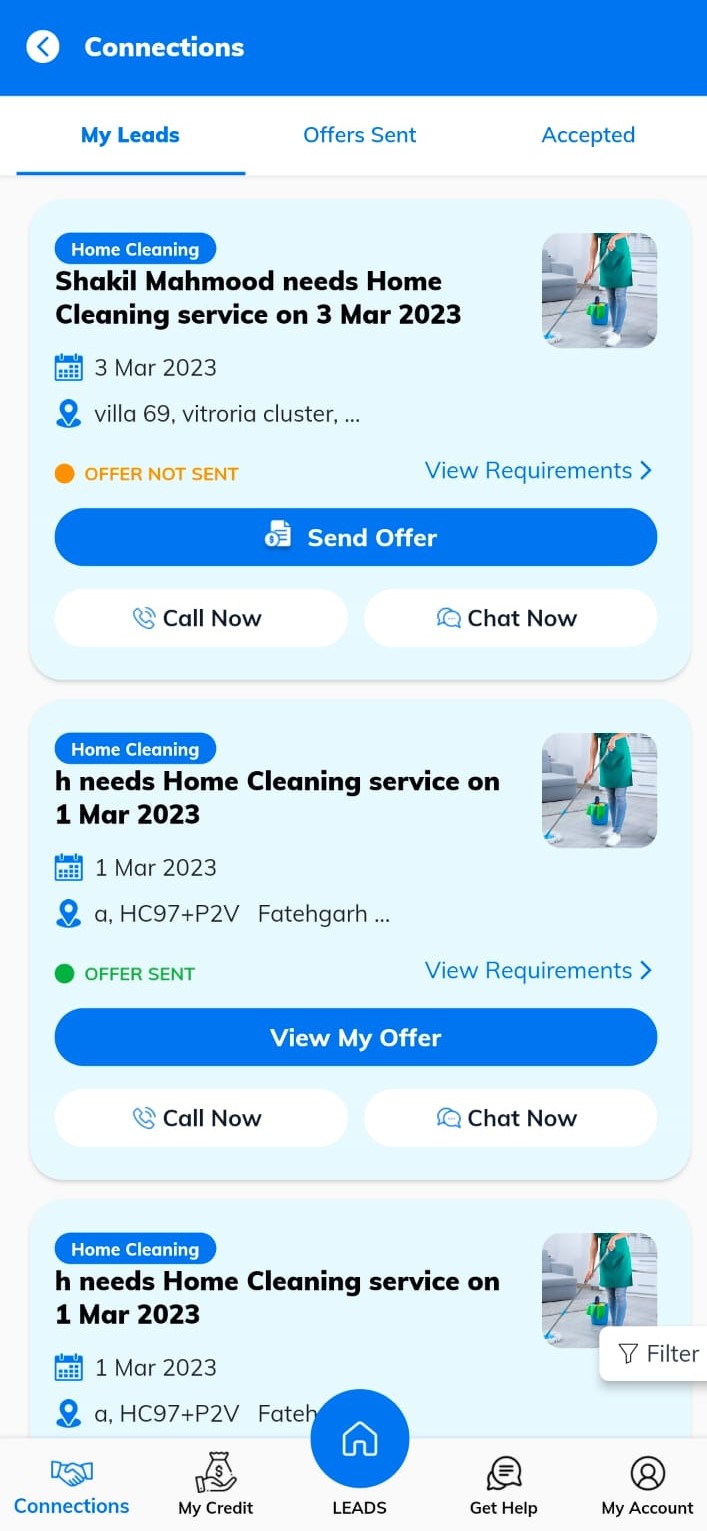 Connections
My Leads
Offers Sent
Accepted
Home Cleaning
Shakil Mahmood needs Home
Cleaning service on 3 Mar 2023
3 Mar 2023
villa 69, vitroria cluster, ...
OFFER NOT SENT
View Requirements
Send Offer
Call Now
Chat Now
Home Cleaning
h needs Home Cleaning service on
1 Mar 2023
1 Mar 2023
a, HC97+P2V Fatehgarh ...
OFFER SENT
View Requirements
View My Offer
Call Now
Chat Now
Home Cleaning
h needs Home Cleaning service on
1 Mar 2023
1 Mar 2023
Filter
a, HC97+P2V Fateh
Connections
My Credit
LEADS
Get Help
My Account